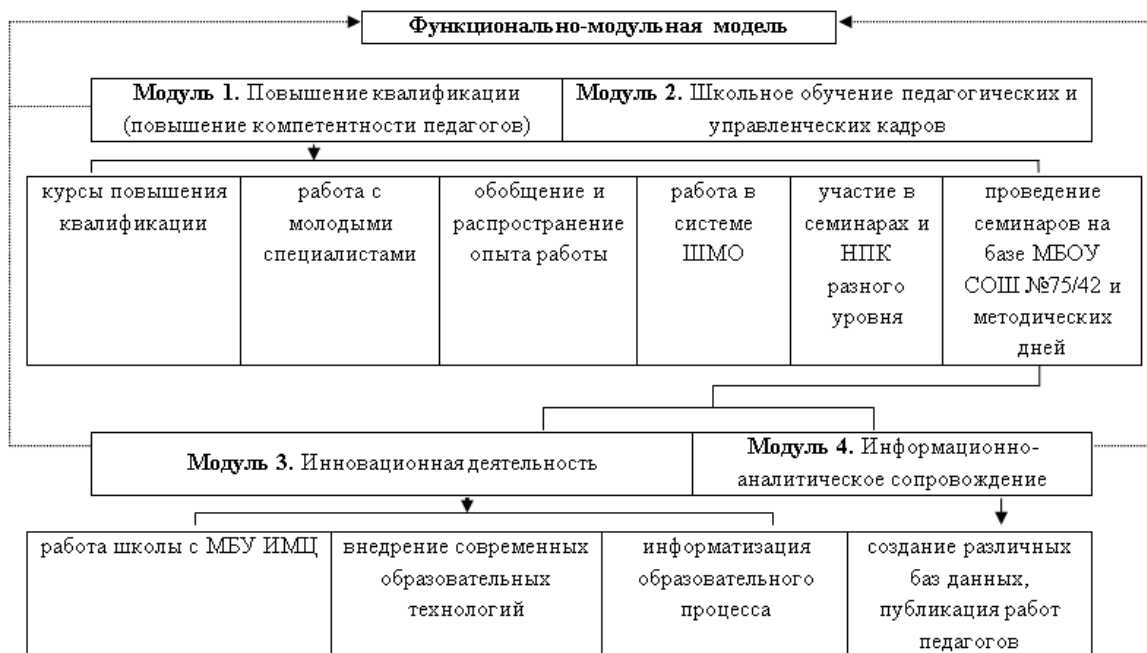 Функционально-модульная модель
Модуль 1. Повышение квалификации
(повышение компетентности педагогов)
Модуль 2. Школьное обучение педагогических и
управленческих кадров
курсы повышения
квалификации
работа с
молодыми
специалистами
обобщение и
распространение
опыта работы
работа в
системе
ШМО
участие в
семинарах и
НПК
разного
уровня
проведение
семинаров на
базе МБОУ
СОШ №75/42 и
методических
дней
Модуль 3. Инновационная деятельность
Модуль 4. Информационно-
аналитическое сопровождение
работа школы с МБУ ИМЦ
внедрение современных
образовательных
технологий
информатизация
образовательного
процесса
создание различных
баз данных,
публикация работ
педагогов